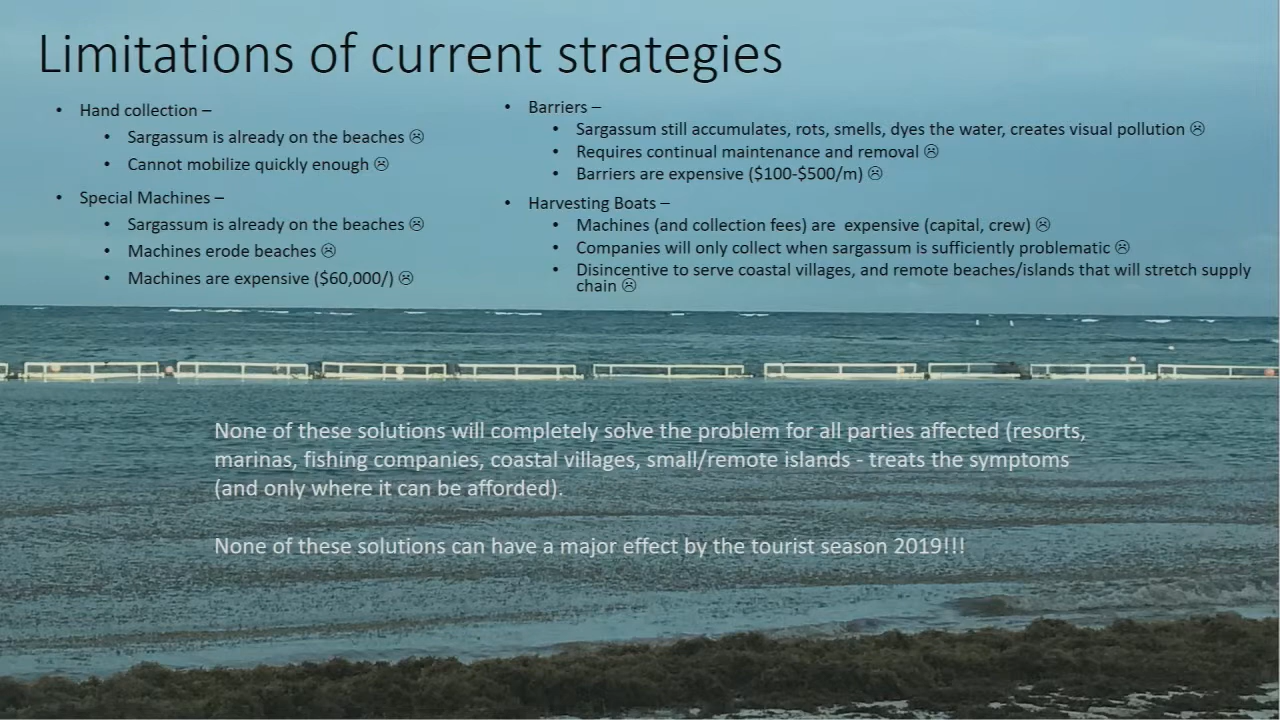 Limitations of current strategies
• Hand collection –
• Sargassum is already on the beaches ☹
• Cannot mobilize quickly enough ☹
• Special Machines –
• Sargassum is already on the beaches ☹
• Machines erode beaches ☹
• Machines are expensive ($60,000/) ☹
• Barriers –
• Sargassum still accumulates, rots, smells, dyes the water, creates visual pollution ☹
• Requires continual maintenance and removal ☹
• Barriers are expensive ($100-$500/m) ☹
• Harvesting Boats –
• Machines (and collection fees) are expensive (capital, crew) ☹
• Companies will only collect when sargassum is sufficiently problematic ☹
• Disincentive to serve coastal villages, and remote beaches/islands that will stretch supply
chain ☹
None of these solutions will completely solve the problem for all parties affected (resorts,
marinas, fishing companies, coastal villages, small/remote islands - treats the symptoms
(and only where it can be afforded).
None of these solutions can have a major effect by the tourist season 2019!!!